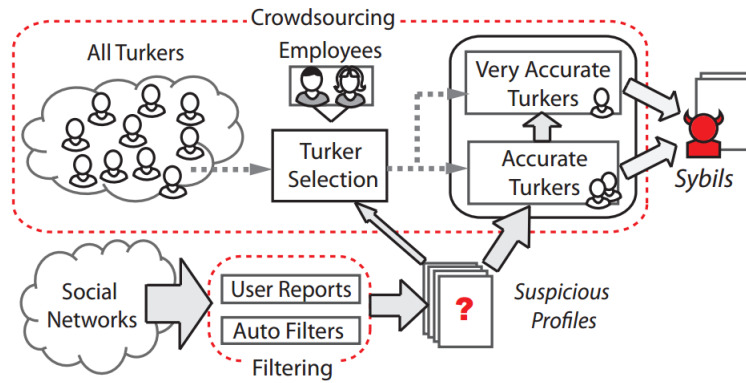 Crowdsourcing
All Turkers
Employees
Very Accurate
Turkers
Turker
Selection
Accurate
Turkers
Sybils
Social
Networks
User Reports
Auto Filters
Filtering
?
Suspicious
Profiles